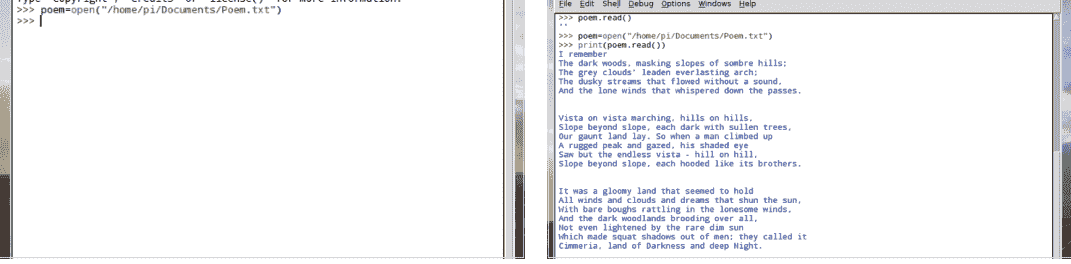 Type "copyright", "credits" or "license()" for more information.
>>> poem=open("/home/pi/Documents/Poem.txt")
>>>
File Edit Shell Debug Options Windows Help
>>> poem.read()
''
>>> poem=open("/home/pi/Documents/Poem.txt")
>>> print(poem.read())
I remember
The dark woods, masking slopes of sombre hills;
The grey clouds' leaden everlasting arch;
The dusky streams that flowed without a sound,
And the lone winds that whispered down the passes.
Vista on vista marching, hills on hills,
Slope beyond slope, each dark with sullen trees,
Our gaunt land lay. So when a man climbed up
A rugged peak and gazed, his shaded eye
Saw but the endless vista - hill on hill,
Slope beyond slope, each hooded like its brothers.
It was a gloomy land that seemed to hold
All winds and clouds and dreams that shun the sun,
With bare boughs rattling in the lonesome winds,
And the dark woodlands brooding over all,
Not even lightened by the rare dim sun
Which made squat shadows out of men; they called it
Cimmeria, land of Darkness and deep Night.